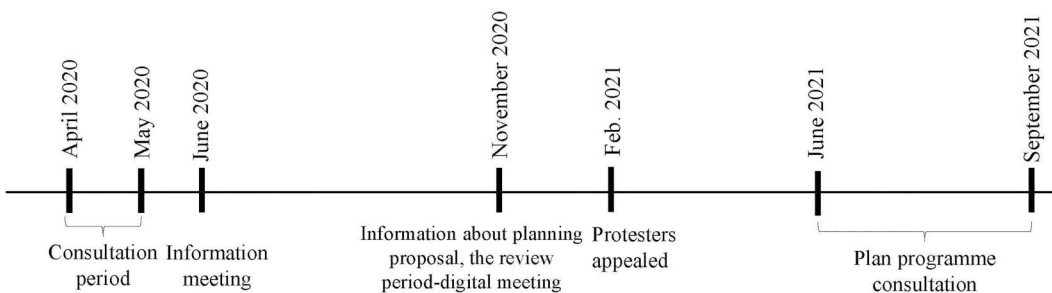 April 2020
May 2020
June 2020
November 2020
Feb. 2021
June 2021
September 2021
Consultation
period
Information
meeting
Information about planning
proposal, the review
period-digital meeting
Protesters
appealed
Plan programme
consultation